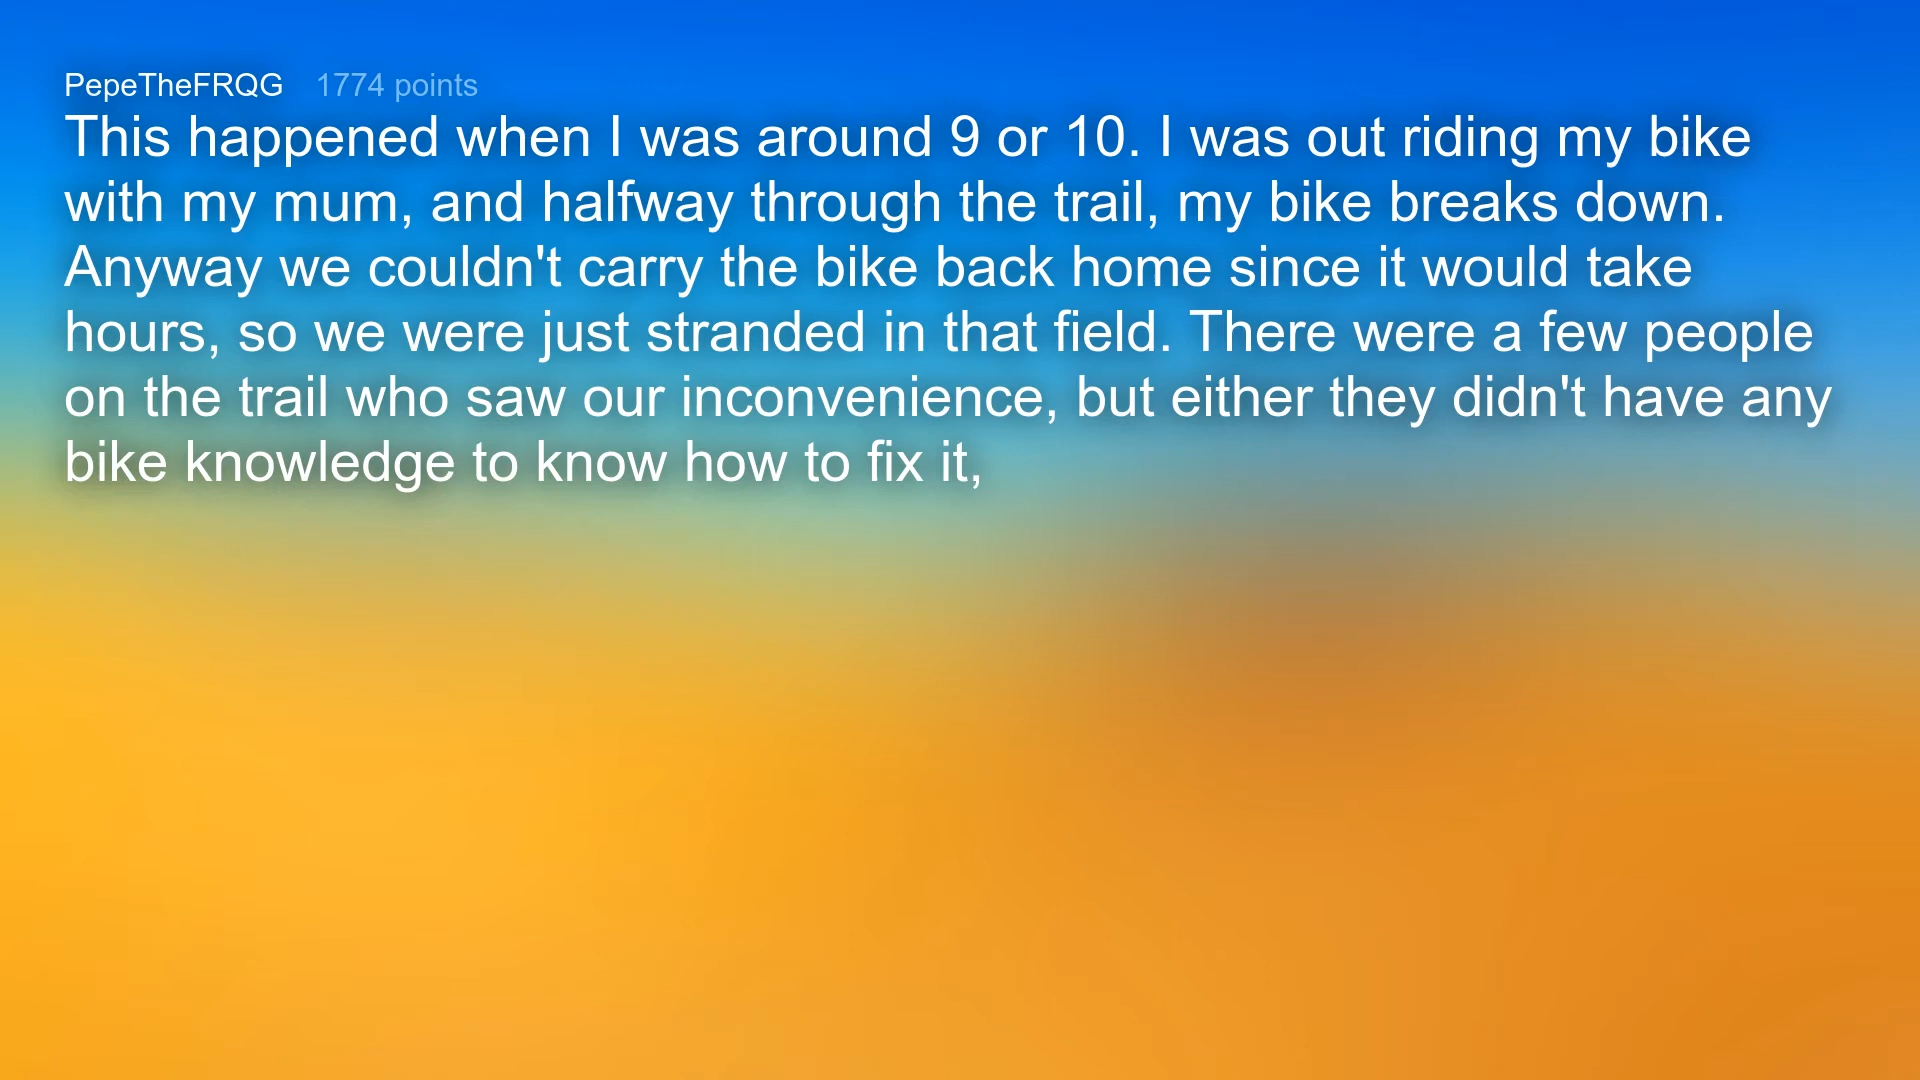 PepeTheFRQG 1774 points
This happened when I was around 9 or 10. I was out riding my bike
with my mum, and halfway through the trail, my bike breaks down.
Anyway we couldn't carry the bike back home since it would take
hours, so we were just stranded in that field. There were a few people
on the trail who saw our inconvenience, but either they didn't have any
bike knowledge to know how to fix it,